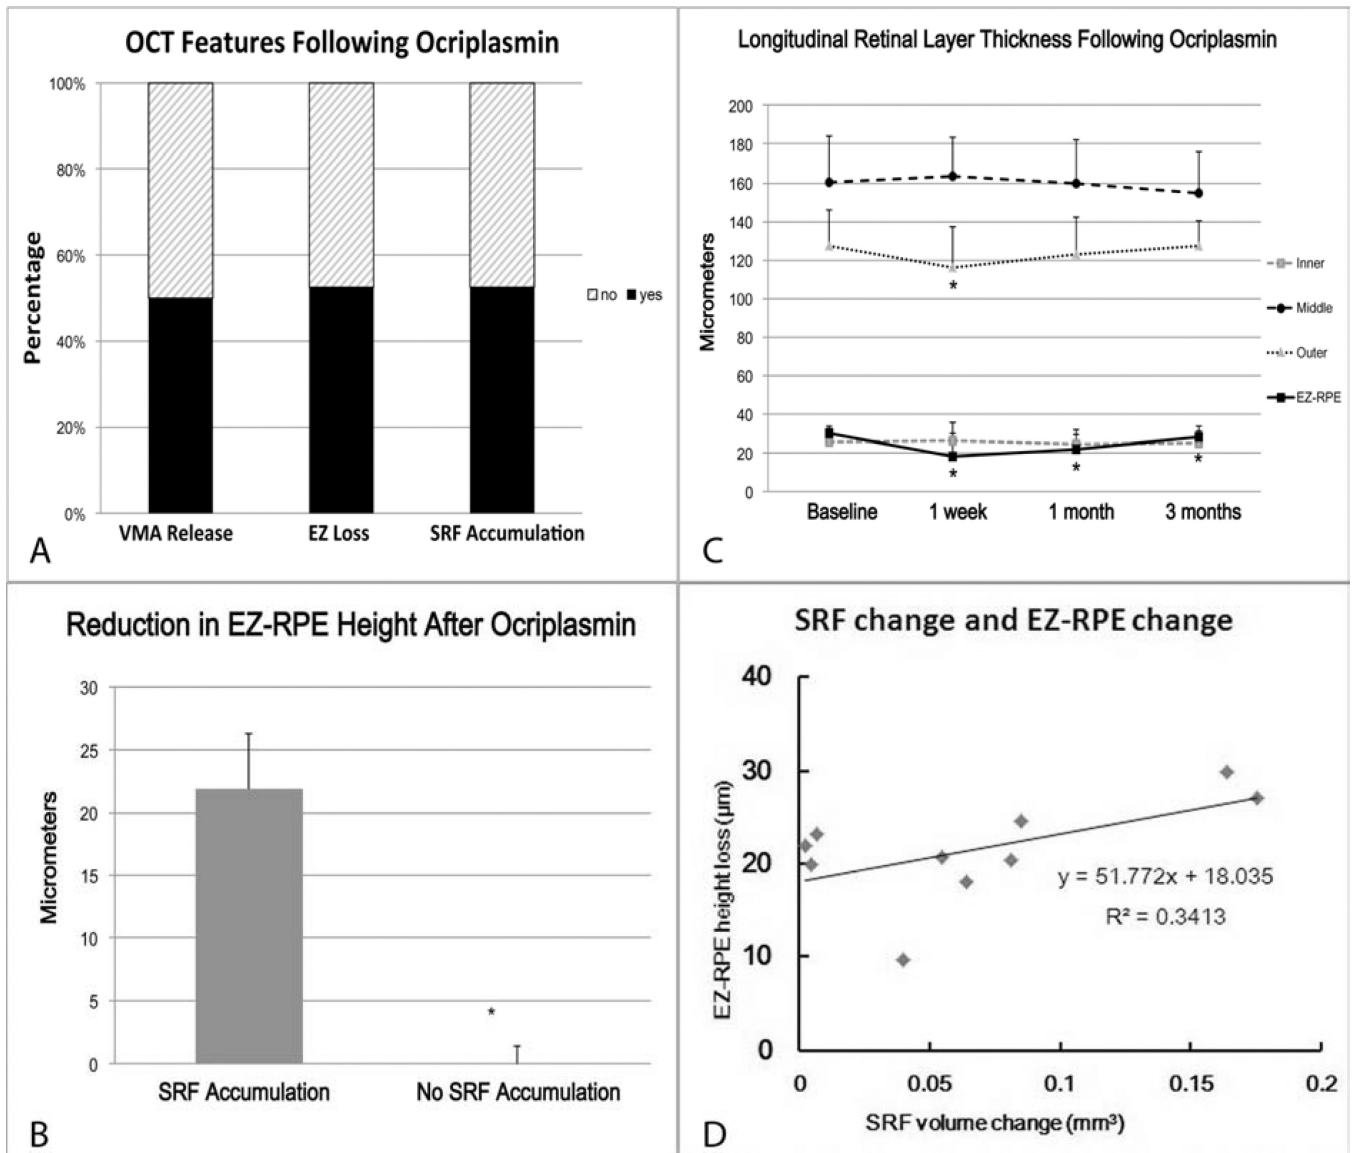 OCT Features Following Ocriplasmin
Percentage
100%
80%
60%
40%
20%
0%
VMA Release
EZ Loss
SRF Accumulation
no
yes
A
Longitudinal Retinal Layer Thickness Following Ocriplasmin
Micrometers
200
180
160
140
120
100
80
60
40
20
0
*
*
*
*
Baseline
1 week
1 month
3 months
Inner
Middle
Outer
EZ-RPE
C
Reduction in EZ-RPE Height After Ocriplasmin
Micrometers
30
25
20
15
10
5
0
*
SRF Accumulation
No SRF Accumulation
B
SRF change and EZ-RPE change
EZ-RPE height loss (µm)
40
30
20
10
0
y = 51.772x + 18.035
R² = 0.3413
0
0.05
0.1
0.15
0.2
SRF volume change (mm³)
D